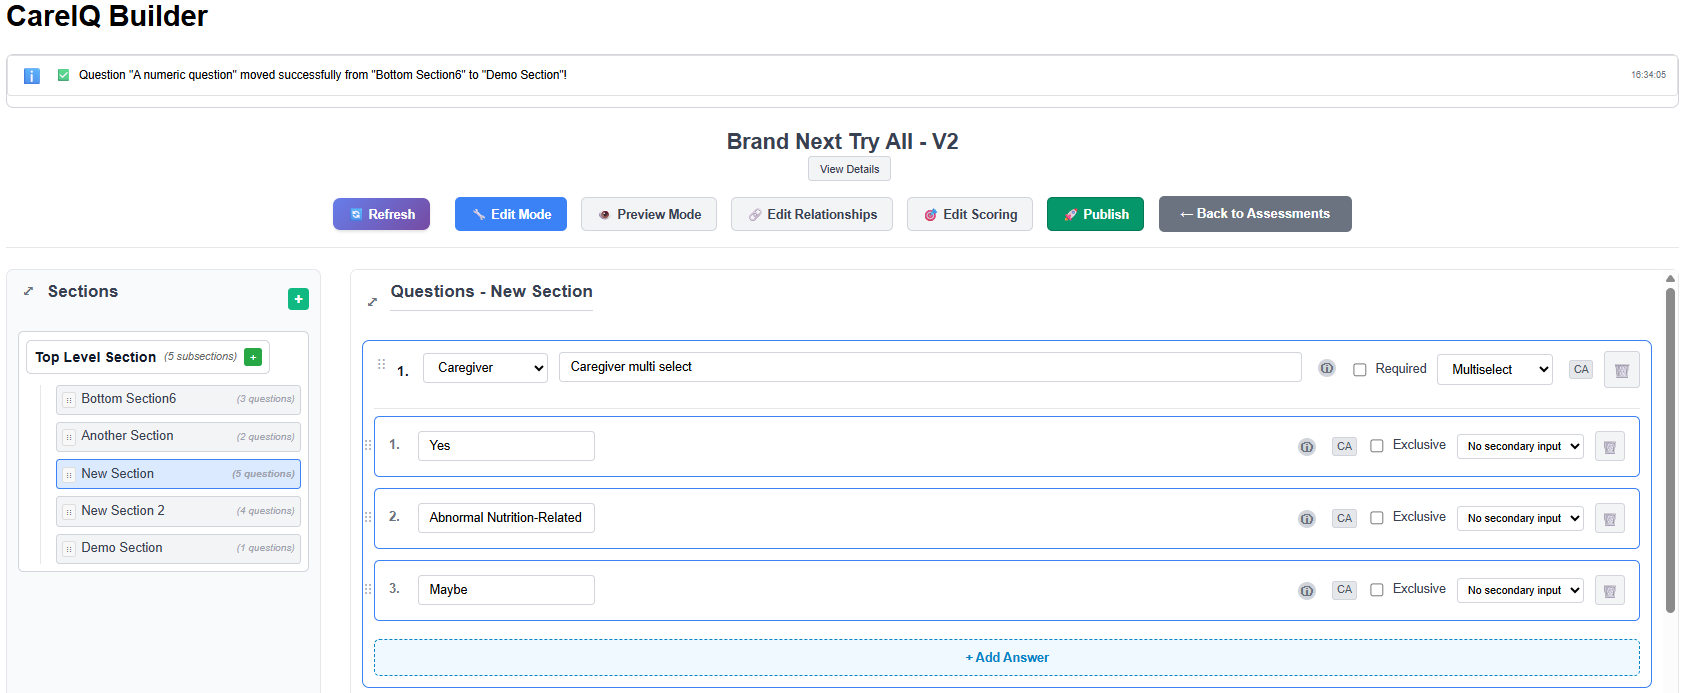 CareIQ Builder
Question "A numeric question" moved successfully from "Bottom Section6" to "Demo Section"!
16:34:05
Brand Next Try All - V2
View Details
Refresh
Edit Mode
Preview Mode
Edit Relationships
Edit Scoring
Publish
← Back to Assessments
Sections
+
Top Level Section (5 subsections) +
Bottom Section6 (3 questions)
Another Section (2 questions)
New Section (5 questions)
New Section 2 (4 questions)
Demo Section (1 questions)
Questions - New Section
1. Caregiver Caregiver multi select Required Multiselect CA
1. Yes CA Exclusive No secondary input
2. Abnormal Nutrition-Related CA Exclusive No secondary input
3. Maybe CA Exclusive No secondary input
+ Add Answer